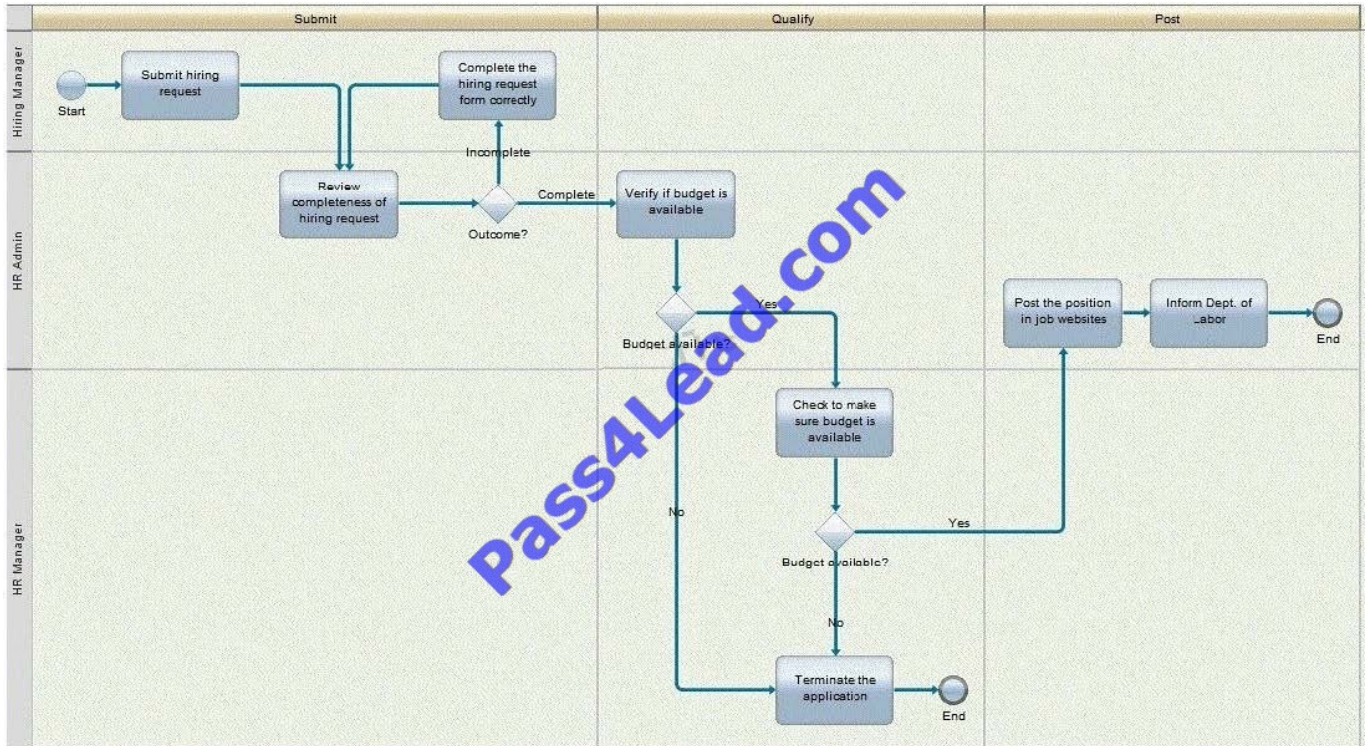 Submit
Qualify
Post
Hiring Manager
Start
Submit hiring
request
Complete the
hiring request
form correctly
Incomplete
HR Admin
Review
completeness of
hiring request
Outcome?
Complete
Verify if budget is
available
Yes
Budget available?
Post the position
in job websites
Inform Dept. of
Labor
End
HR Manager
Check to make
sure budget is
available
No
Yes
Budget available?
No
Terminate the
application
End
Pass4Lead.com